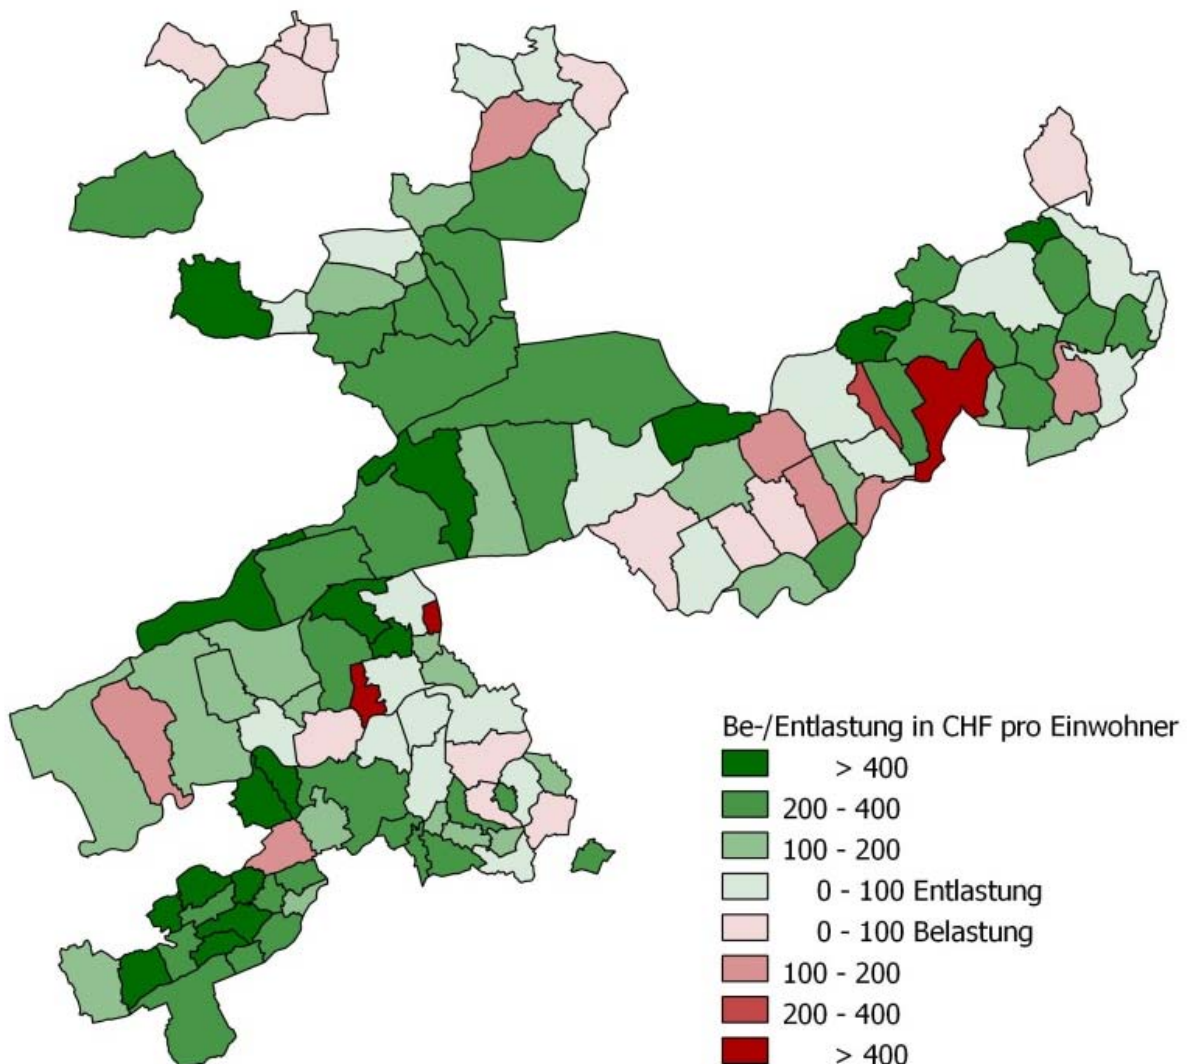 Be-/Entlastung in CHF pro Einwohner
> 400
200 - 400
100 - 200
0 - 100 Entlastung
0 - 100 Belastung
100 - 200
200 - 400
> 400